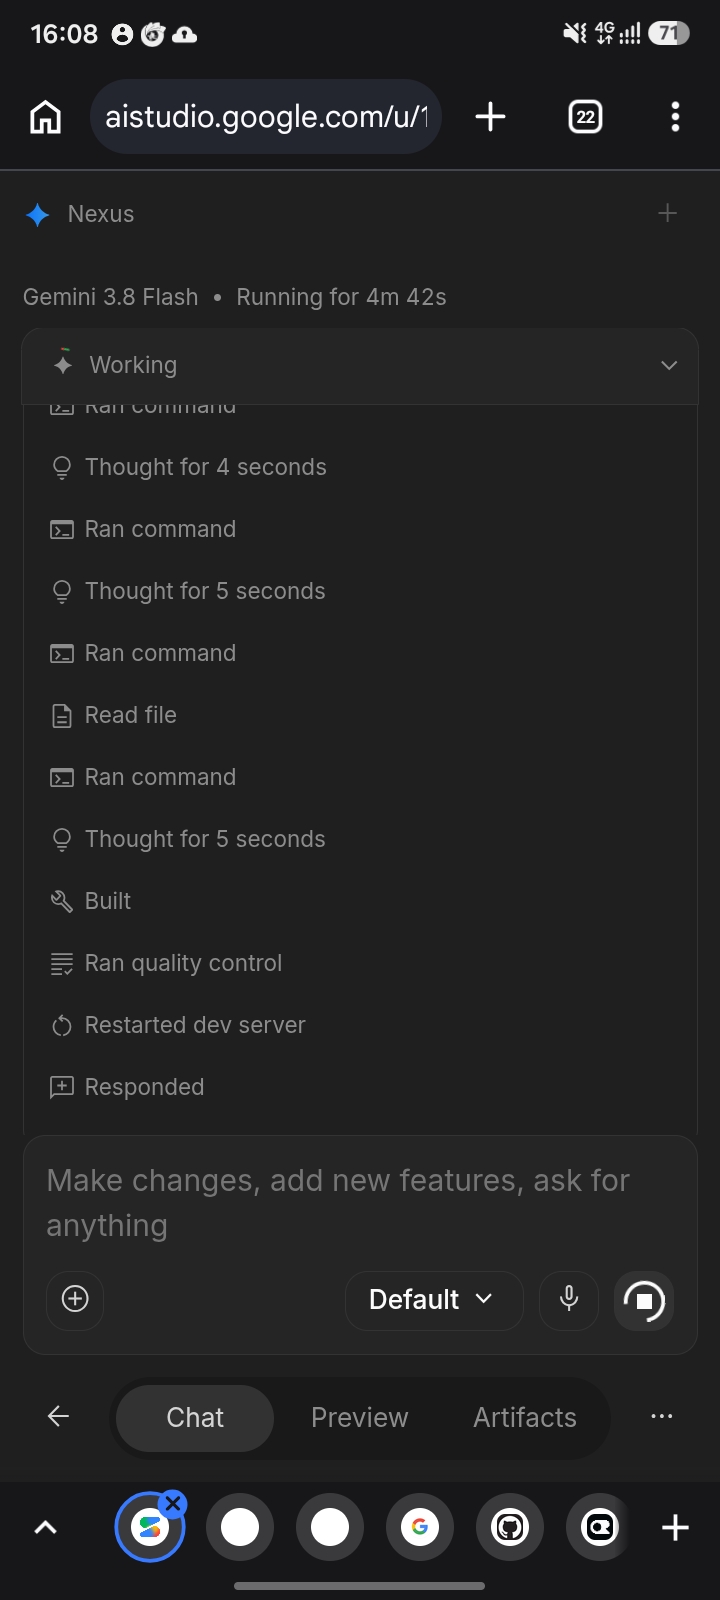 16:08
4G
71
aistudio.google.com/u/1
22
Nexus
Gemini 3.8 Flash • Running for 4m 42s
Working
Ran command
Thought for 4 seconds
Ran command
Thought for 5 seconds
Ran command
Read file
Ran command
Thought for 5 seconds
Built
Ran quality control
Restarted dev server
Responded
Make changes, add new features, ask for
anything
Default
Chat
Preview
Artifacts